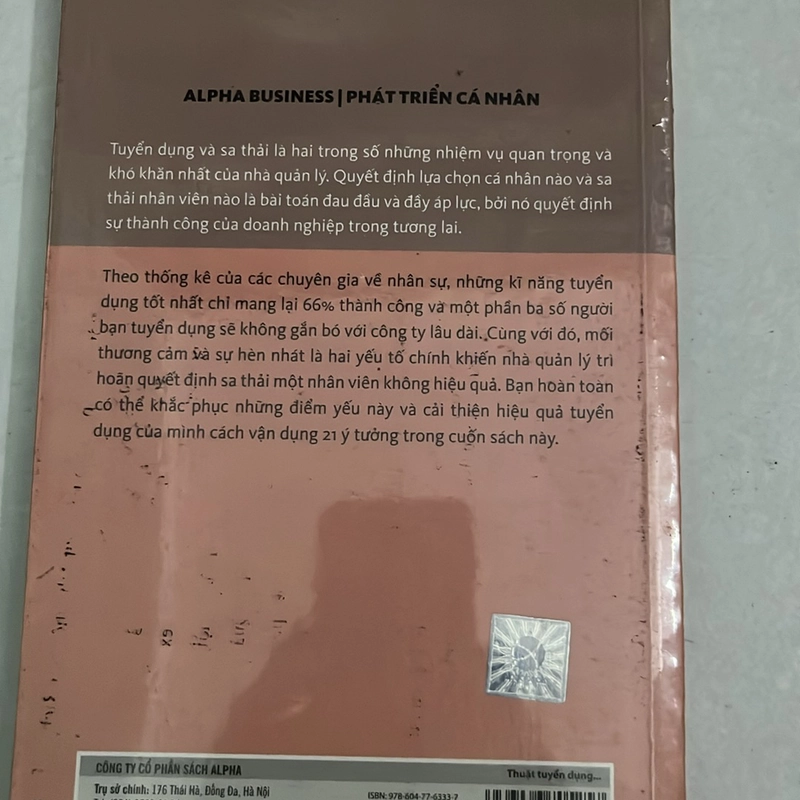 ALPHA BUSINESS | PHÁT TRIỂN CÁ NHÂN
Tuyển dụng và sa thải là hai trong số những nhiệm vụ quan trọng và
khó khăn nhất của nhà quản lý. Quyết định lựa chọn cá nhân nào và sa
thải nhân viên nào là bài toán đau đầu và đầy áp lực, bởi nó quyết định
sự thành công của doanh nghiệp trong tương lai.
Theo thống kê của các chuyên gia về nhân sự, những kĩ năng tuyển
dụng tốt nhất chỉ mang lại 66% thành công và một phần ba số người
bạn tuyển dụng sẽ không gắn bó với công ty lâu dài. Cùng với đó, mối
thương cảm và sự hèn nhát là hai yếu tố chính khiến nhà quản lý trì
hoãn quyết định sa thải một nhân viên không hiệu quả. Bạn hoàn toàn
có thể khắc phục những điểm yếu này và cải thiện hiệu quả tuyển
dụng của mình cách vận dụng 21 ý tưởng trong cuốn sách này.
CÔNG TY CỔ PHẦN SÁCH ALPHA
Thuật tuyển dụng...
Trụ sở chính: 176 Thái Hà, Đống Đa, Hà Nội
ISBN: 978-604-77-6333-7